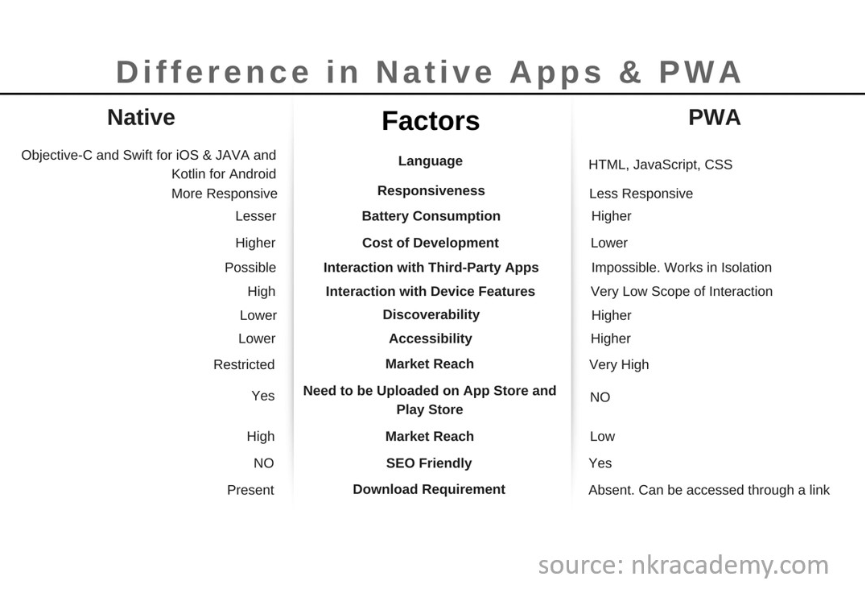 Difference in Native Apps & PWA
Native
Factors
PWA
Objective-C and Swift for iOS & JAVA and
Kotlin for Android
Language
HTML, JavaScript, CSS
More Responsive
Responsiveness
Less Responsive
Lesser
Battery Consumption
Higher
Higher
Cost of Development
Lower
Possible
Interaction with Third-Party Apps
Impossible. Works in Isolation
High
Interaction with Device Features
Very Low Scope of Interaction
Lower
Discoverability
Higher
Lower
Accessibility
Higher
Restricted
Market Reach
Very High
Yes
Need to be Uploaded on App Store and
Play Store
NO
High
Market Reach
Low
NO
SEO Friendly
Yes
Present
Download Requirement
Absent. Can be accessed through a link
source: nkracademy.com